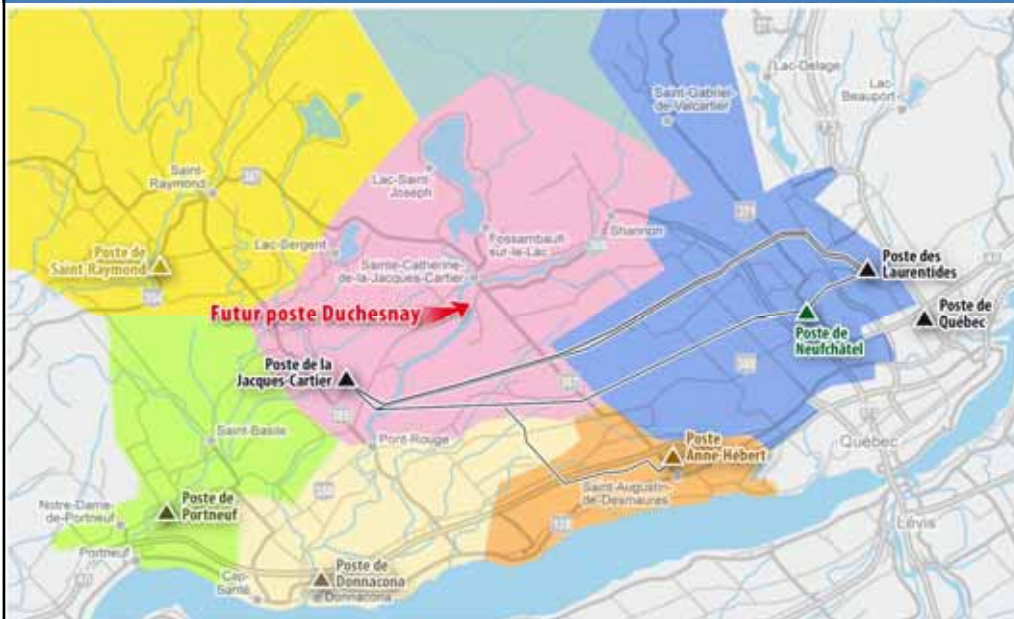 Lac-Delage
Lac-
Beauport
Saint-Gabriel-
de-Valcartier
Saint-
Raymond
367
Lac-Saint-
Joseph
Poste de
Saint-Raymond
Lac-Sergent
Fossambault-
sur-le-Lac
Shannon
Sainte-Catherine-
de-la-Jacques-Cartier
Poste des
Laurentides
Futur poste Duchesnay
Poste de
Québec
Poste de
Neufchâtel
Poste de la
Jacques-Cartier
Saint-Basile
Pont-Rouge
Québec
Poste
Anne-Hébert
Saint-Augustin-
de-Desmaures
Poste de
Portneuf
Notre-Dame-
de-Portneuf
Portneuf
Lévis
Cap-
Santé
Poste de
Donnacona
Donnacona